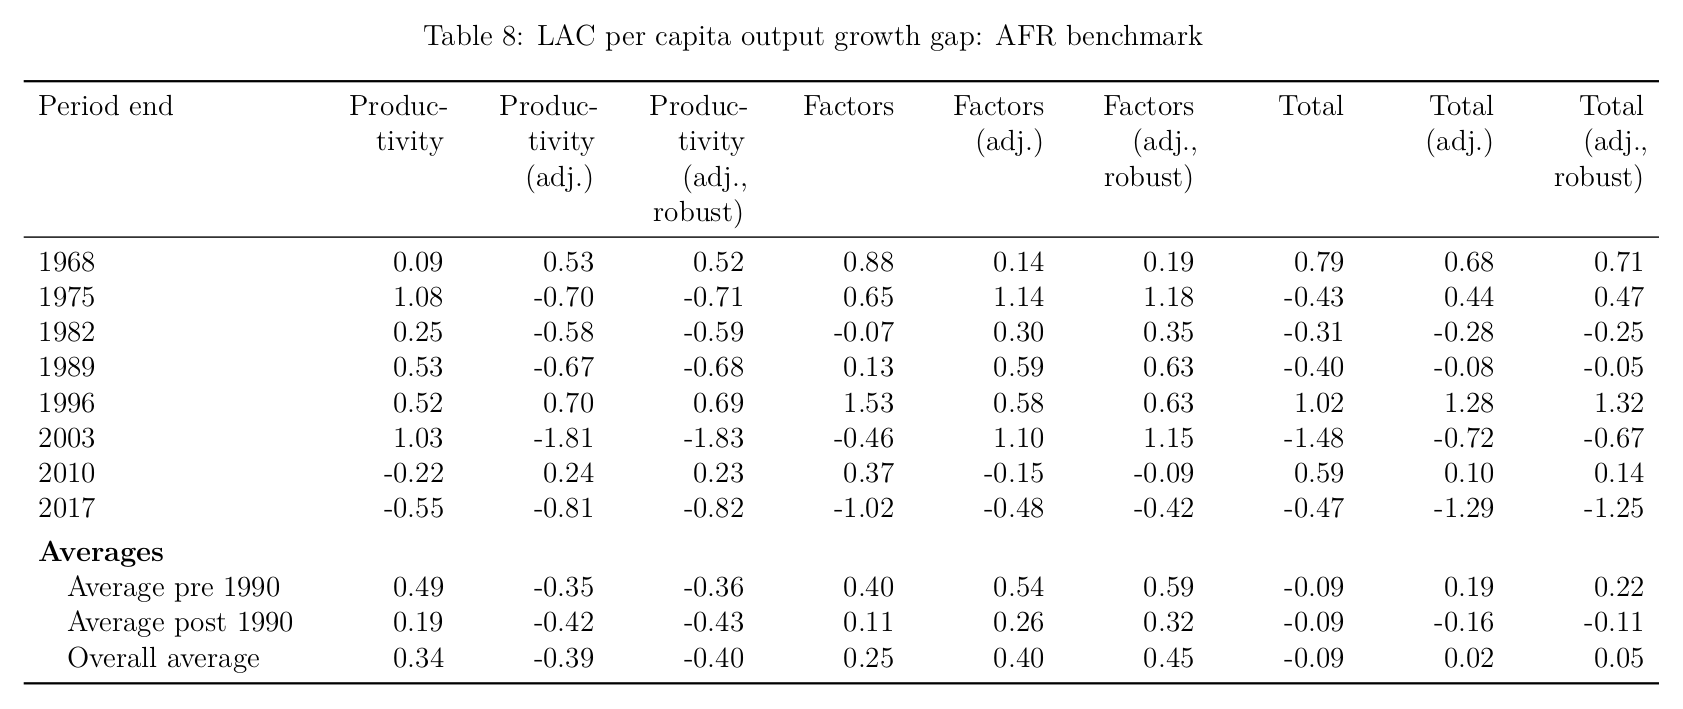 Table 8: LAC per capita output growth gap: AFR benchmark
Period end Produc- Produc- Produc- Factors Factors Factors Total Total Total
tivity tivity tivity (adj.) (adj., (adj.) (adj.,
(adj.) (adj., robust) robust)
robust)
1968 0.09 0.53 0.52 0.88 0.14 0.19 0.79 0.68 0.71
1975 1.08 -0.70 -0.71 0.65 1.14 1.18 -0.43 0.44 0.47
1982 0.25 -0.58 -0.59 -0.07 0.30 0.35 -0.31 -0.28 -0.25
1989 0.53 -0.67 -0.68 0.13 0.59 0.63 -0.40 -0.08 -0.05
1996 0.52 0.70 0.69 1.53 0.58 0.63 1.02 1.28 1.32
2003 1.03 -1.81 -1.83 -0.46 1.10 1.15 -1.48 -0.72 -0.67
2010 -0.22 0.24 0.23 0.37 -0.15 -0.09 0.59 0.10 0.14
2017 -0.55 -0.81 -0.82 -1.02 -0.48 -0.42 -0.47 -1.29 -1.25
Averages
Average pre 1990 0.49 -0.35 -0.36 0.40 0.54 0.59 -0.09 0.19 0.22
Average post 1990 0.19 -0.42 -0.43 0.11 0.26 0.32 -0.09 -0.16 -0.11
Overall average 0.34 -0.39 -0.40 0.25 0.40 0.45 -0.09 0.02 0.05